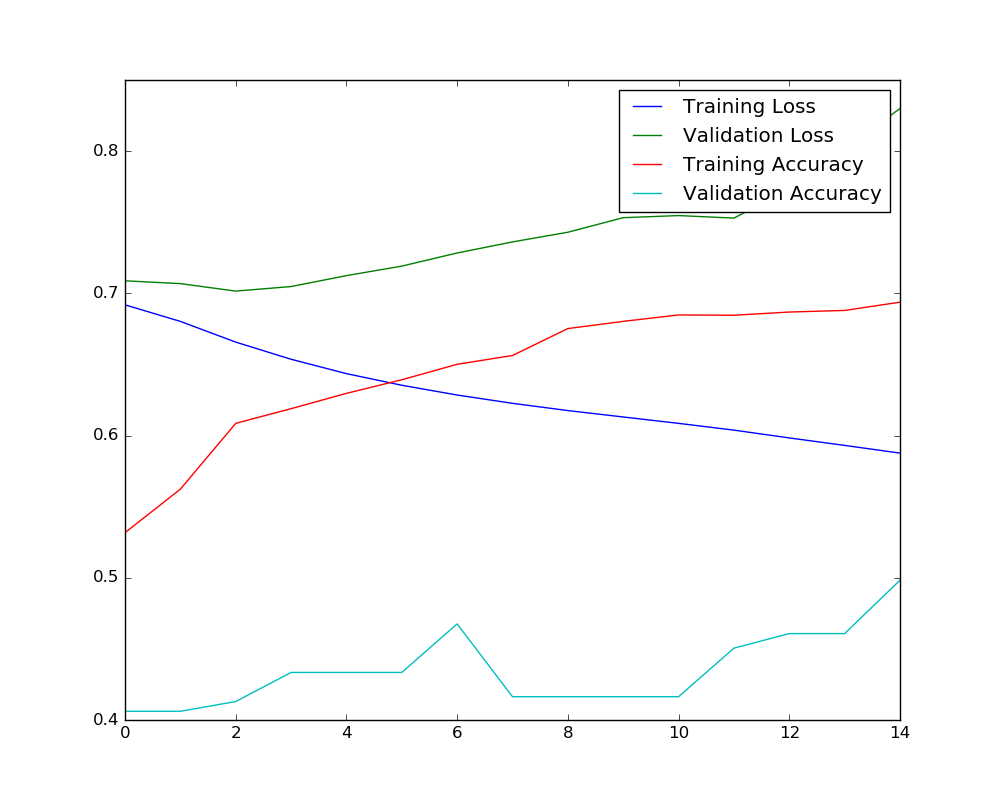 Training Loss
Validation Loss
Training Accuracy
Validation Accuracy
0.8
0.7
0.6
0.5
0.4
0 2 4 6 8 10 12 14